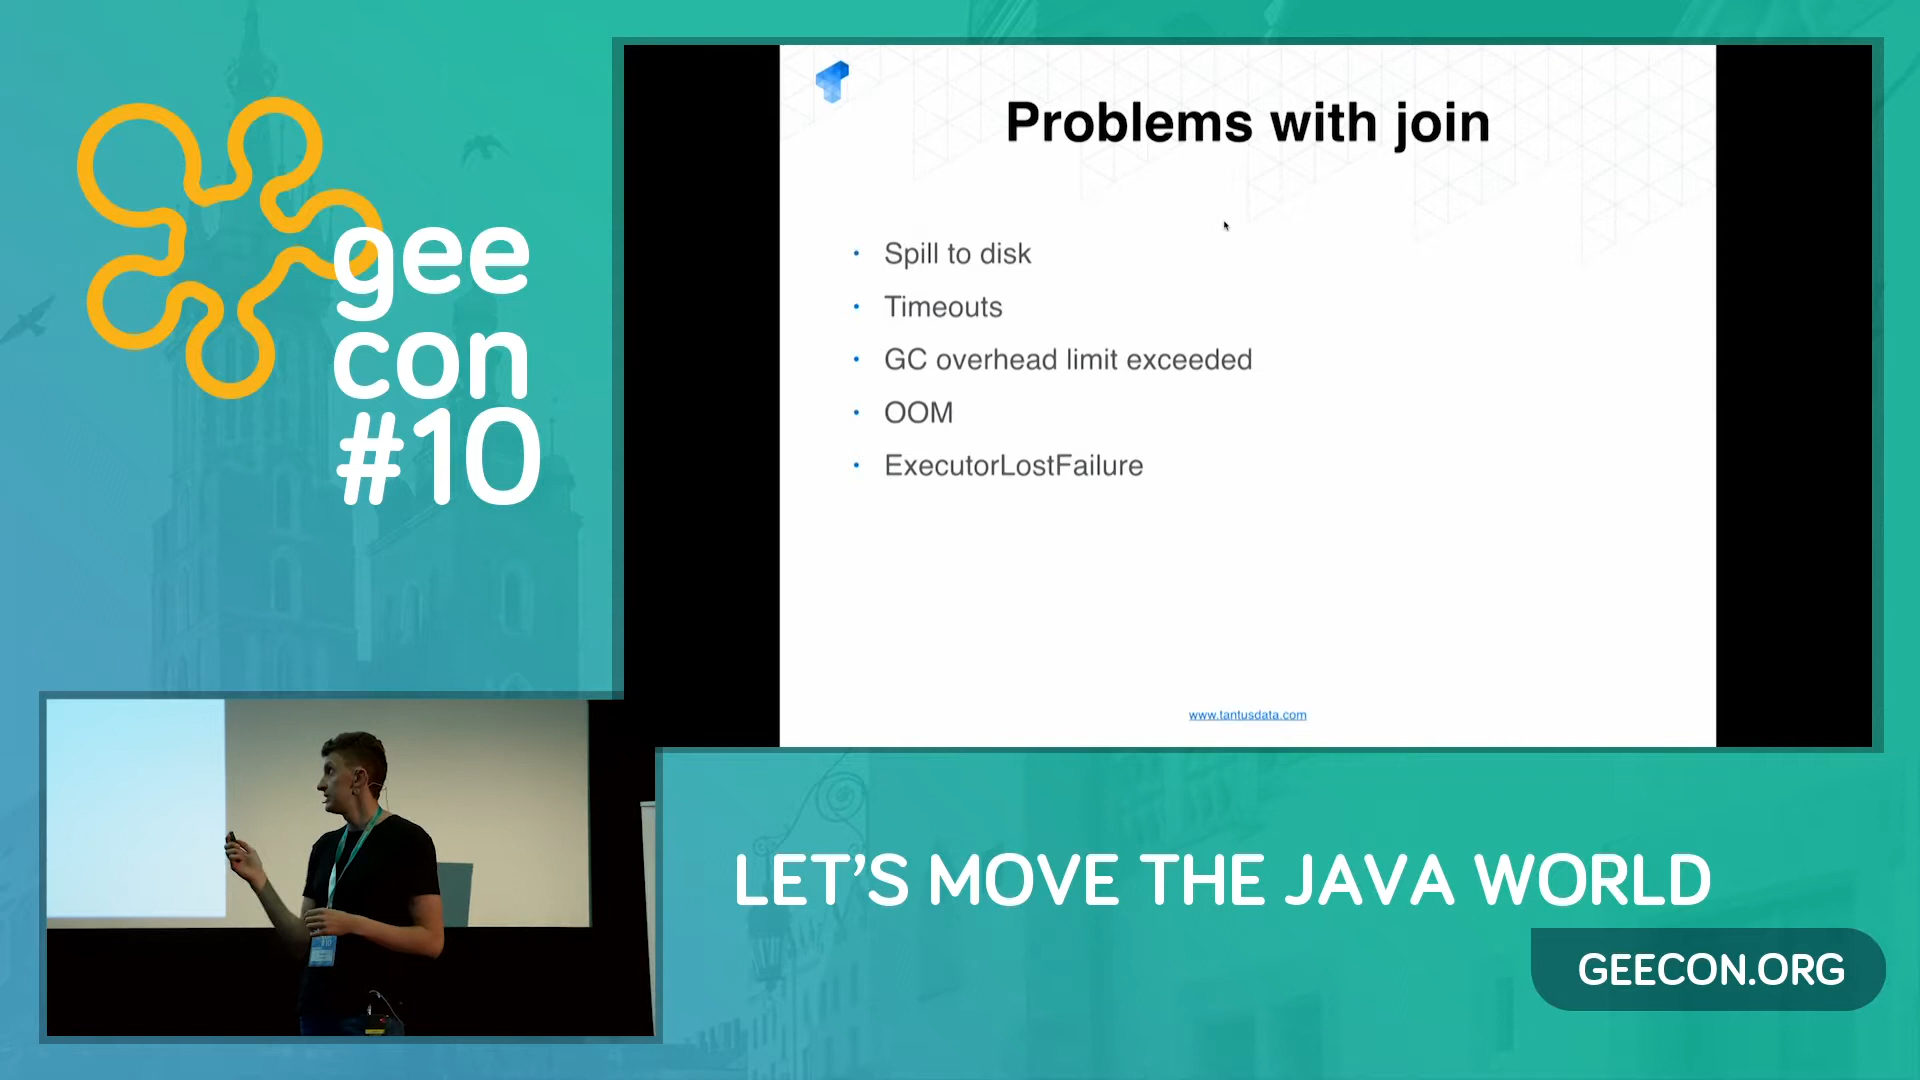 gee
con
#10
Problems with join
• Spill to disk
• Timeouts
• GC overhead limit exceeded
• OOM
• ExecutorLostFailure
www.tantusdata.com
LET'S MOVE THE JAVA WORLD
GEECON.ORG